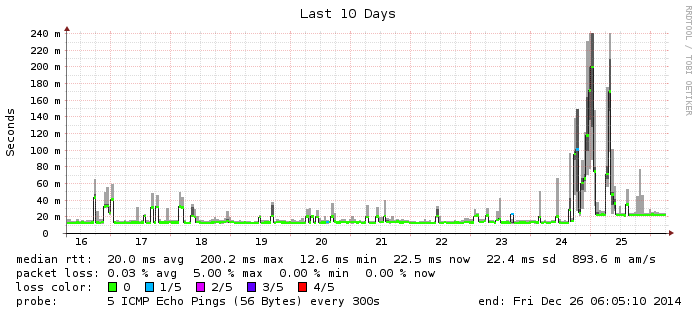 Last 10 Days
RRDTOOL / TOBI OETIKER
Seconds
240 m
220 m
200 m
180 m
160 m
140 m
120 m
100 m
80 m
60 m
40 m
20 m
0
16 17 18 19 20 21 22 23 24 25
median rtt: 20.0 ms avg 200.2 ms max 12.6 ms min 22.5 ms now 22.4 ms sd 893.6 m am/s
packet loss: 0.03 % avg 5.00 % max 0.00 % min 0.00 % now
loss color: 0 1/5 2/5 3/5 4/5
probe: 5 ICMP Echo Pings (56 Bytes) every 300s end: Fri Dec 26 06:05:10 2014